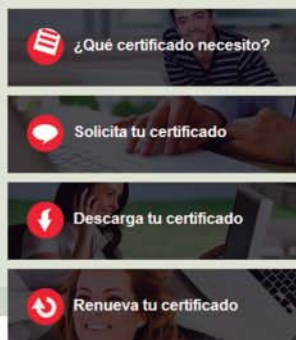 ¿Qué certificado necesito?
Solicita tu certificado
Descarga tu certificado
Renueva tu certificado